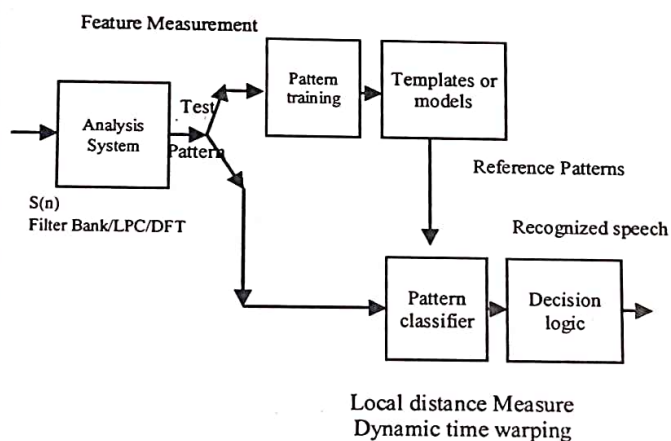 Feature Measurement
Pattern
training
Templates or
models
Test
Analysis
System
Pattern
Reference Patterns
S(n)
Filter Bank/LPC/DFT
Recognized speech
Pattern
classifier
Decision
logic
Local distance Measure
Dynamic time warping